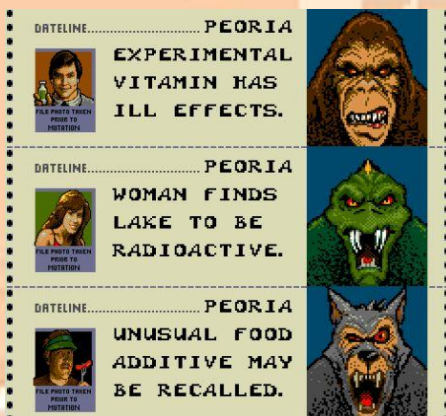 DATELINE............................ PEORIA
EXPERIMENTAL
VITAMIN HAS
ILL EFFECTS.
FILE PHOTO TAKEN
PRIOR TO
MUTATION
DATELINE............................ PEORIA
WOMAN FINDS
LAKE TO BE
RADIOACTIVE.
FILE PHOTO TAKEN
PRIOR TO
MUTATION
DATELINE............................ PEORIA
UNUSUAL FOOD
ADDITIVE MAY
BE RECALLED.
FILE PHOTO TAKEN
PRIOR TO
MUTATION